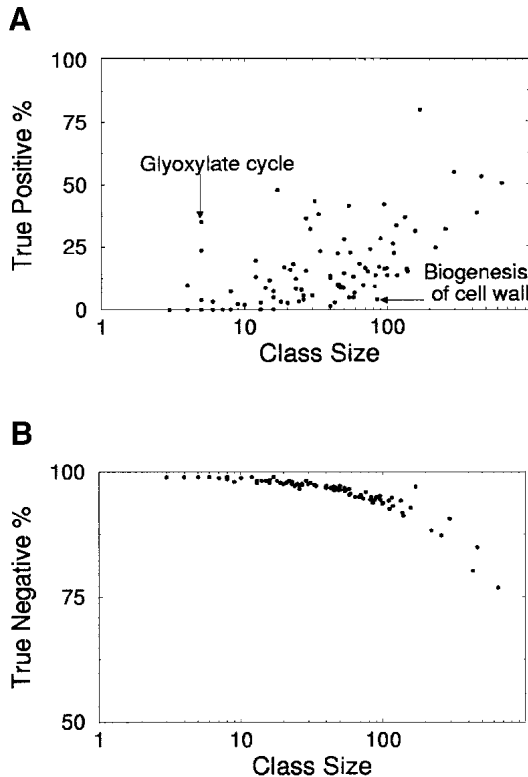 A
100
75
50
25
0
True Positive %
Glyoxylate cycle
Biogenesis
of cell wall
1
10
100
Class Size
B
100
75
50
True Negative %
1
10
100
Class Size